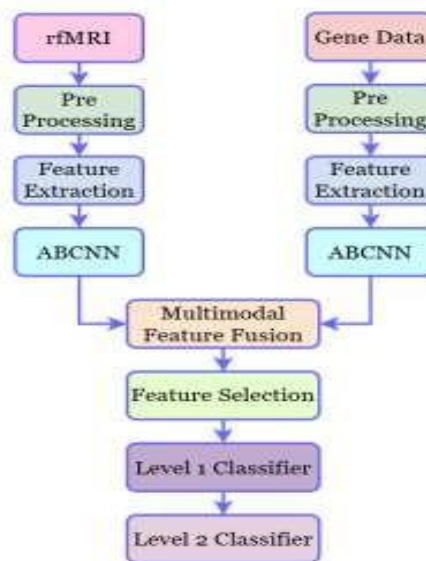 rfMRI
Gene Data
Pre
Processing
Pre
Processing
Feature
Extraction
Feature
Extraction
ABCNN
ABCNN
Multimodal
Feature Fusion
Feature Selection
Level 1 Classifier
Level 2 Classifier